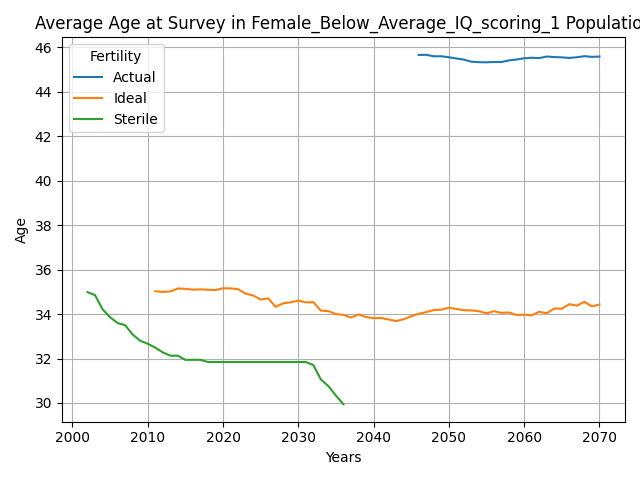 Average Age at Survey in Female_Below_Average_IQ_scoring_1 Populatio
46
44
42
40
38
36
34
32
30
Age
Fertility
Actual
Ideal
Sterile
2000 2010 2020 2030 2040 2050 2060 2070
Years